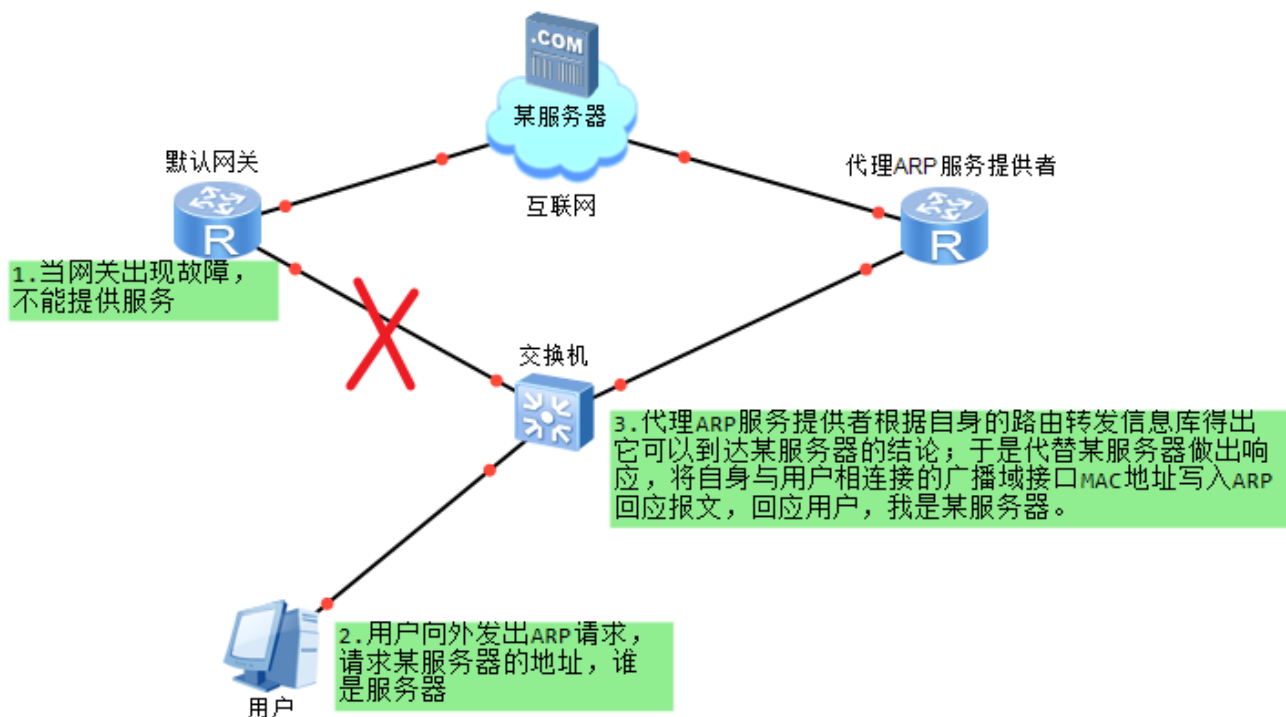 .COM
某服务器
默认网关
代理ARP服务提供者
互联网
R
R
1.当网关出现故障，
不能提供服务
交换机
3.代理ARP服务提供者根据自身的路由转发信息库得出
它可以到达某服务器的结论；于是代替某服务器做出响
应，将自身与用户相连接的广播域接口MAC地址写入ARP
回应报文，回应用户，我是某服务器。
2.用户向外发出ARP请求，
请求某服务器的地址，谁
是服务器
用户